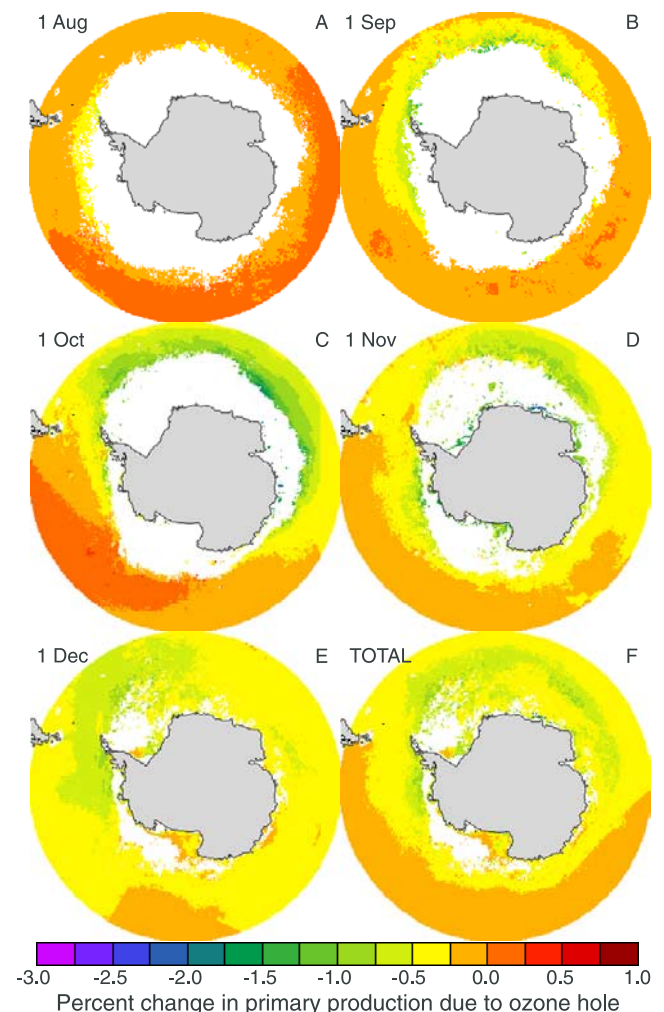 1 Aug A 1 Sep B
1 Oct C 1 Nov D
1 Dec E TOTAL F
-3.0 -2.5 -2.0 -1.5 -1.0 -0.5 0.0 0.5 1.0
Percent change in primary production due to ozone hole